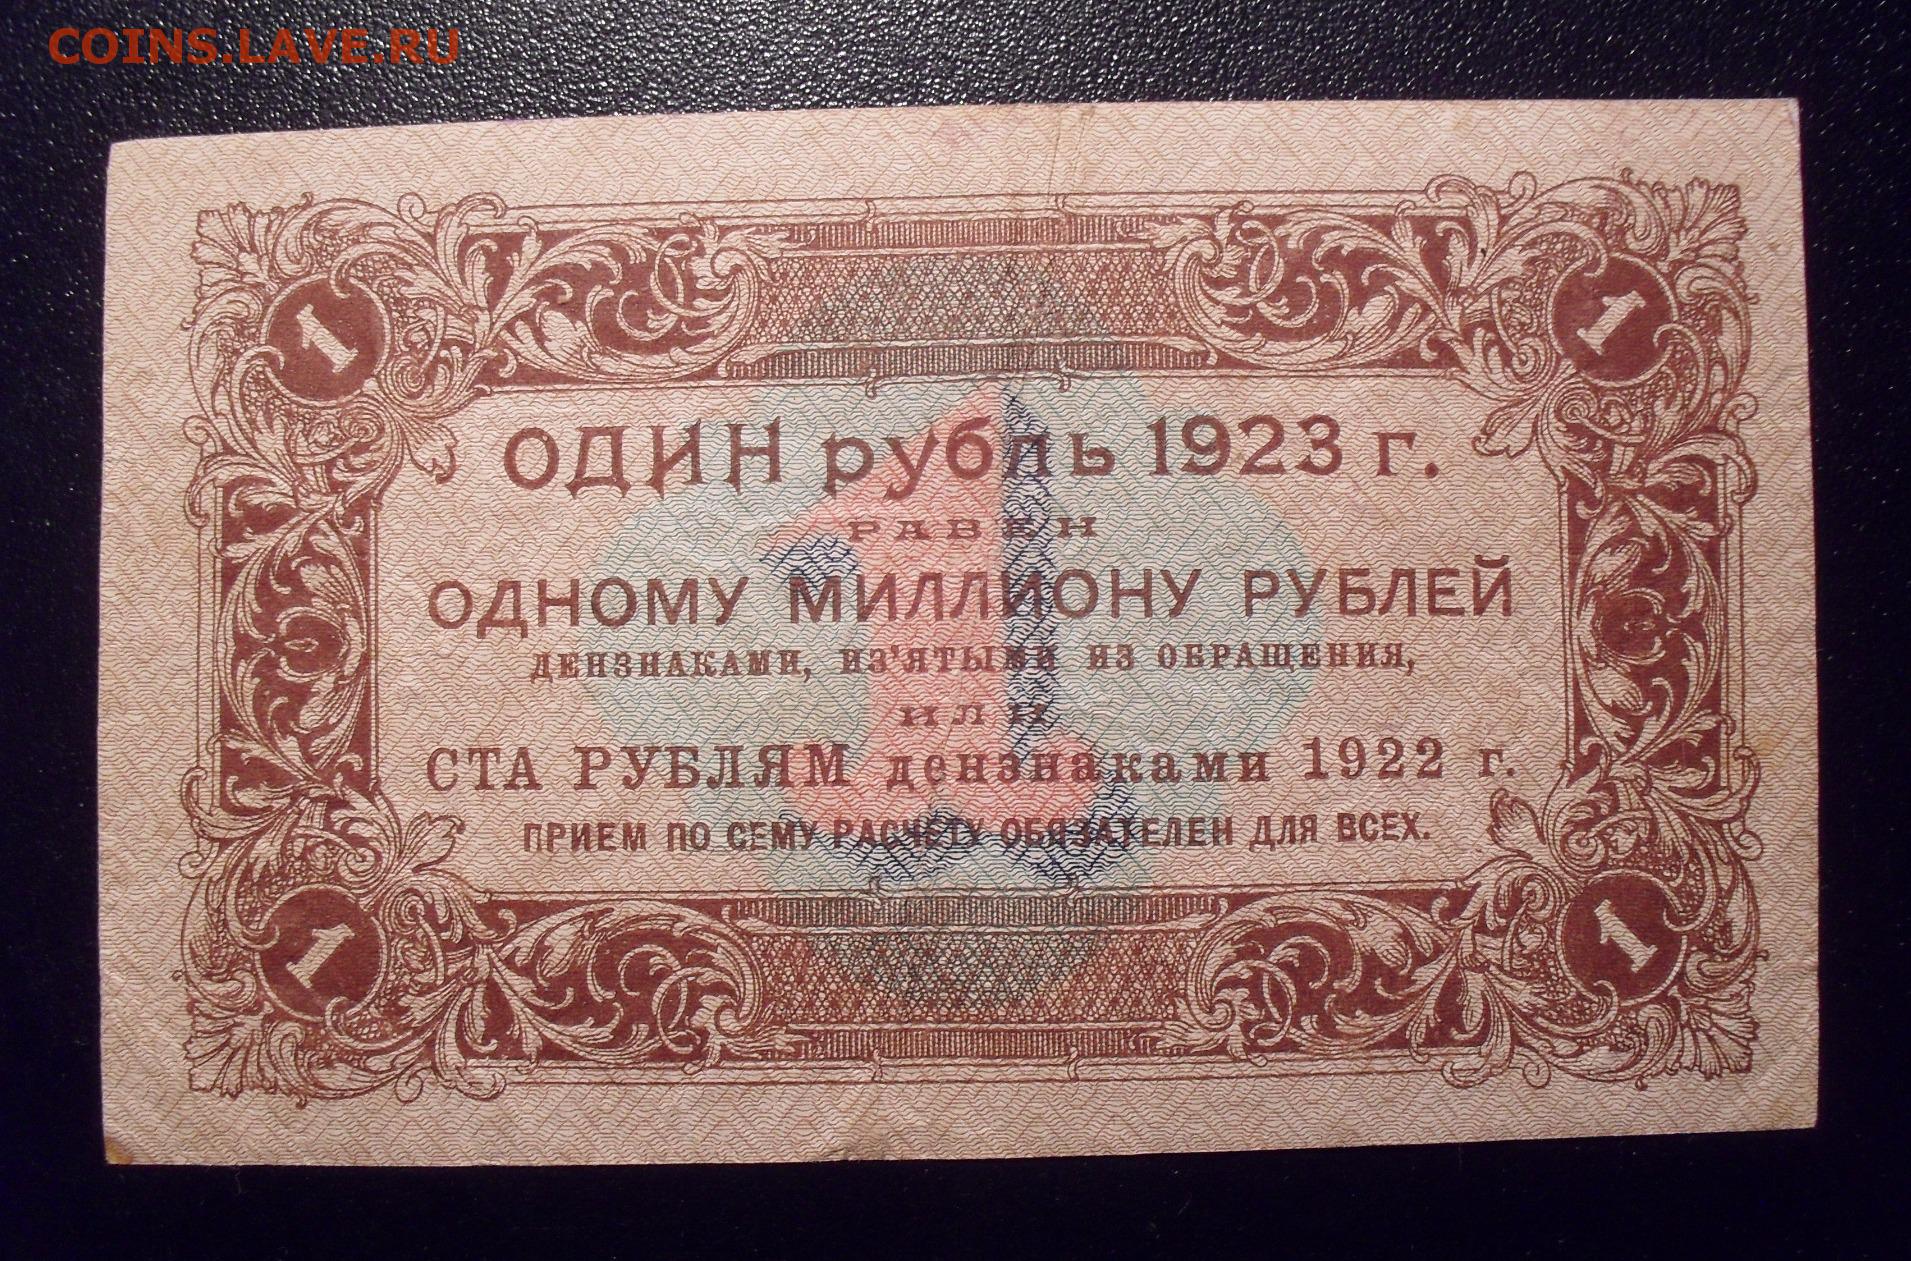 COINS.LAVE.RU
1 1
ОДИН рубль 1923 г.
РАВЕН
ОДНОМУ МИЛЛИОНУ РУБЛЕЙ
ДЕНЗНАКАМИ, ИЗ'ЯТЫМИ ИЗ ОБРАЩЕНИЯ,
ИЛИ
СТА РУБЛЯМ дензнаками 1922 г.
ПРИЕМ ПО СЕМУ РАСЧЕТУ ОБЯЗАТЕЛЕН ДЛЯ ВСЕХ.
1
1 1